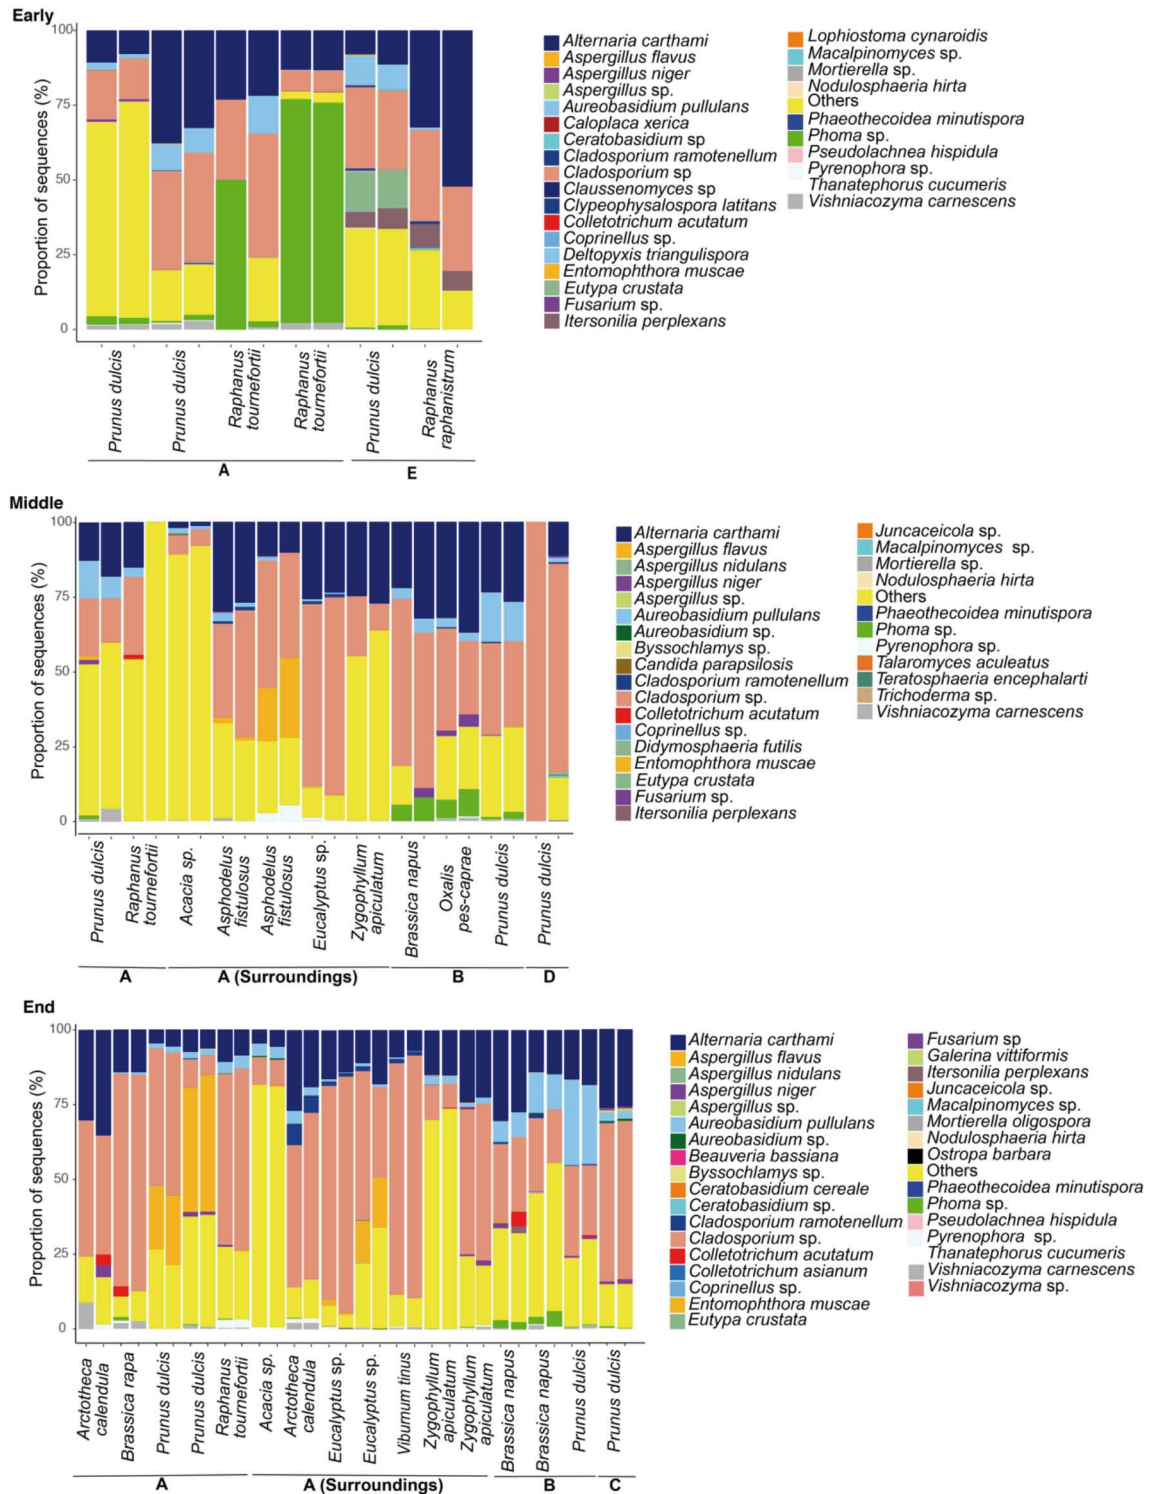 Early
Proportion of sequences (%)
100
75
50
25
0
Prunus dulcis
Prunus dulcis
Raphanus
tournefortii
Raphanus
tournefortii
Prunus dulcis
Raphanus
raphanistrum
A
E
Alternaria carthami
Aspergillus flavus
Aspergillus niger
Aspergillus sp.
Aureobasidium pullulans
Caloplaca xerica
Ceratobasidium sp
Cladosporium ramotenellum
Cladosporium sp
Claussenomyces sp
Clypeophysalospora latitans
Colletotrichum acutatum
Coprinellus sp.
Deltopyxis triangulispora
Entomophthora muscae
Eutypa crustata
Fusarium sp.
Itersonilia perplexans
Lophiostoma cynaroidis
Macalpinomyces sp.
Mortierella sp.
Nodulosphaeria hirta
Others
Phaeothecoidea minutispora
Phoma sp.
Pseudolachnea hispidula
Pyrenophora sp.
Thanatephorus cucumeris
Vishniacozyma carnescens
Middle
Proportion of sequences (%)
100
75
50
25
0
Prunus dulcis
Raphanus
tournefortii
Acacia sp.
Asphodelus
fistulosus
Asphodelus
fistulosus
Eucalyptus sp.
Zygophyllum
apiculatum
Brassica napus
Oxalis
pes-caprae
Prunus dulcis
Prunus dulcis
A
A (Surroundings)
B
D
Alternaria carthami
Aspergillus flavus
Aspergillus nidulans
Aspergillus niger
Aspergillus sp.
Aureobasidium pullulans
Aureobasidium sp.
Byssochlamys sp.
Candida parapsilosis
Cladosporium ramotenellum
Cladosporium sp.
Colletotrichum acutatum
Coprinellus sp.
Didymosphaeria futilis
Entomophthora muscae
Eutypa crustata
Fusarium sp.
Itersonilia perplexans
Juncaceicola sp.
Macalpinomyces sp.
Mortierella sp.
Nodulosphaeria hirta
Others
Phaeothecoidea minutispora
Phoma sp.
Pyrenophora sp.
Talaromyces aculeatus
Teratosphaeria encephalarti
Trichoderma sp.
Vishniacozyma carnescens
End
Proportion of sequences (%)
100
75
50
25
0
Arctotheca
calendula
Brassica rapa
Prunus dulcis
Prunus dulcis
Raphanus
tournefortii
Acacia sp.
Arctotheca
calendula
Eucalyptus sp.
Eucalyptus sp.
Viburnum tinus
Zygophyllum
apiculatum
Zygophyllum
apiculatum
Brassica napus
Brassica napus
Prunus dulcis
Prunus dulcis
A
A (Surroundings)
B
C
Alternaria carthami
Aspergillus flavus
Aspergillus nidulans
Aspergillus niger
Aspergillus sp.
Aureobasidium pullulans
Aureobasidium sp.
Beauveria bassiana
Byssochlamys sp.
Ceratobasidium cereale
Ceratobasidium sp.
Cladosporium ramotenellum
Cladosporium sp.
Colletotrichum acutatum
Colletotrichum asianum
Coprinellus sp.
Entomophthora muscae
Eutypa crustata
Fusarium sp
Galerina vittiformis
Itersonilia perplexans
Juncaceicola sp.
Macalpinomyces sp.
Mortierella oligospora
Nodulosphaeria hirta
Ostropa barbara
Others
Phaeothecoidea minutispora
Phoma sp.
Pseudolachnea hispidula
Pyrenophora sp.
Thanatephorus cucumeris
Vishniacozyma carnescens
Vishniacozyma sp.